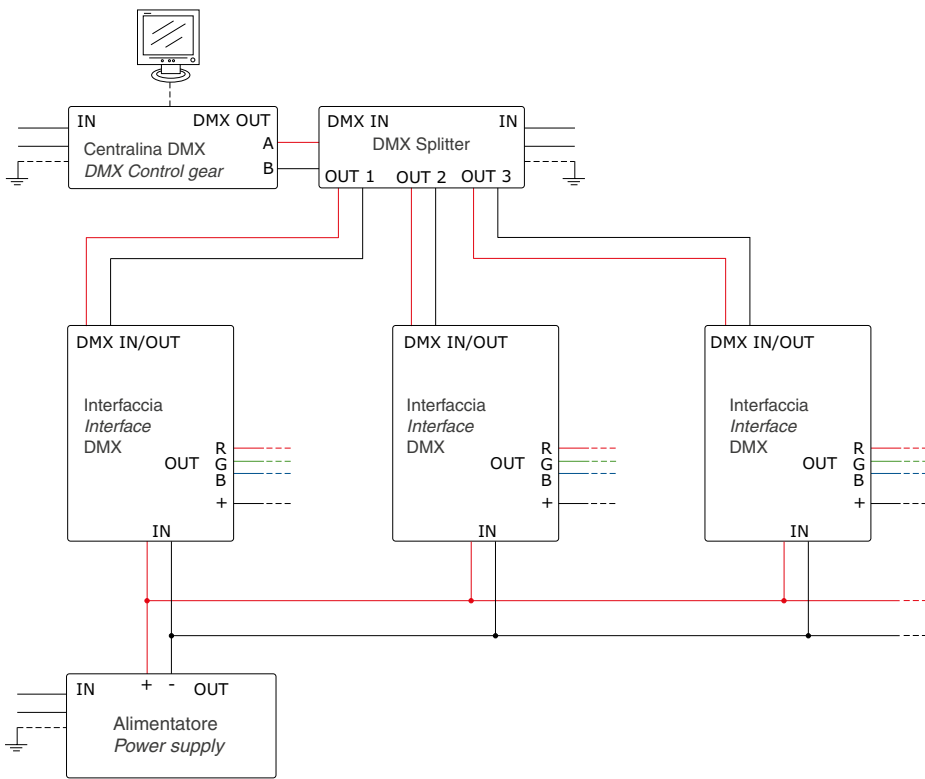 IN DMX OUT
Centralina DMX A
DMX Control gear B
DMX IN IN
DMX Splitter
OUT 1 OUT 2 OUT 3
DMX IN/OUT
Interfaccia
Interface
DMX
OUT
R
G
B
+
IN
DMX IN/OUT
Interfaccia
Interface
DMX
OUT
R
G
B
+
IN
DMX IN/OUT
Interfaccia
Interface
DMX
OUT
R
G
B
+
IN
IN + - OUT
Alimentatore
Power supply